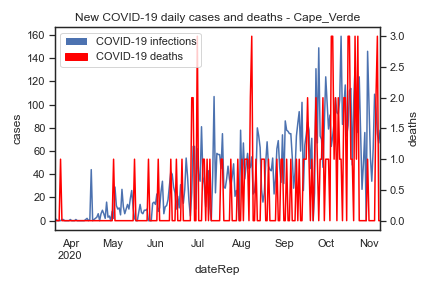 New COVID-19 daily cases and deaths - Cape_Verde
COVID-19 infections
COVID-19 deaths
160
140
120
100
80
60
40
20
0
cases
3.0
2.5
2.0
1.5
1.0
0.5
0.0
deaths
Apr May Jun Jul Aug Sep Oct Nov
2020
dateRep